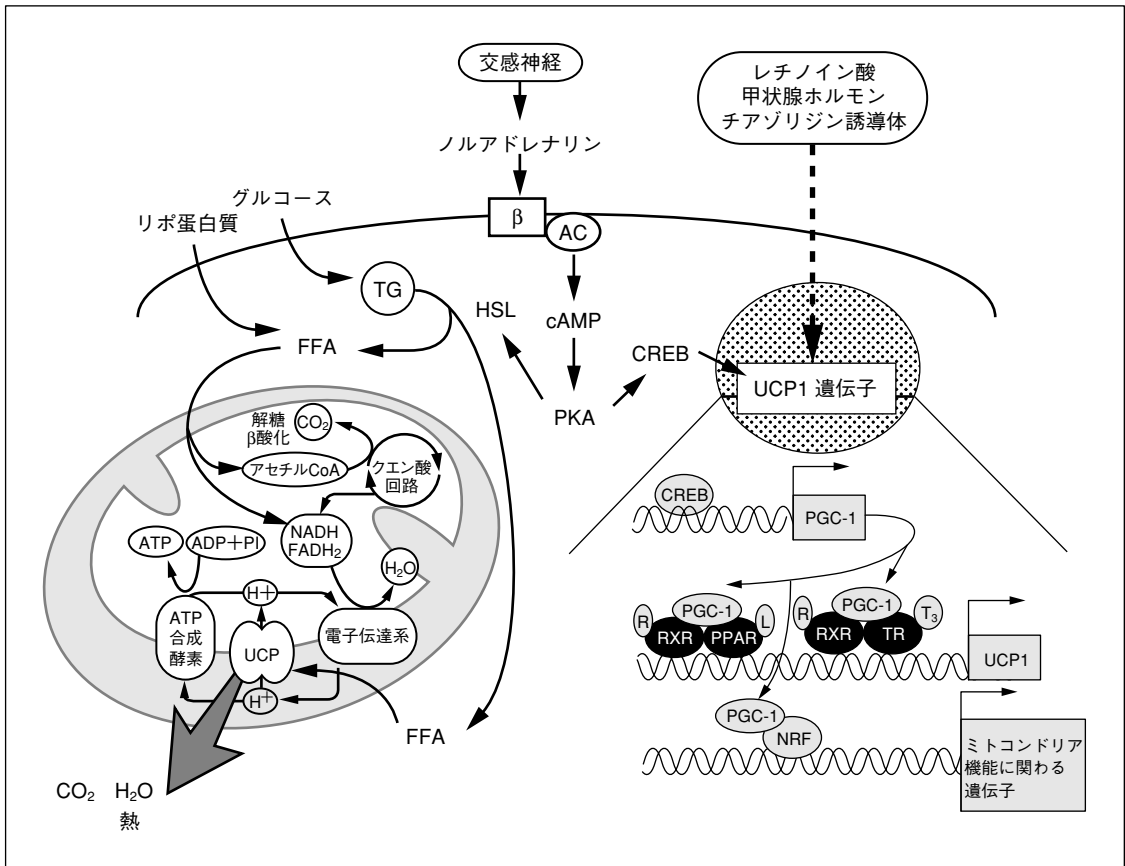 交感神経
レチノイン酸
甲状腺ホルモン
チアゾリジン誘導体
ノルアドレナリン
グルコース
リポ蛋白質
β
AC
TG
HSL
cAMP
FFA
CREB
UCP1 遺伝子
PKA
解糖
β酸化
CO₂
アセチルCoA
クエン酸
回路
NADH
FADH₂
ATP
ADP+PI
H₂O
H+
ATP
合成
酵素
UCP
電子伝達系
H+
FFA
CO₂ H₂O
熱
CREB
PGC-1
R
PGC-1
L
RXR
PPAR
R
PGC-1
T₃
RXR
TR
UCP1
PGC-1
NRF
ミトコンドリア
機能に関わる
遺伝子